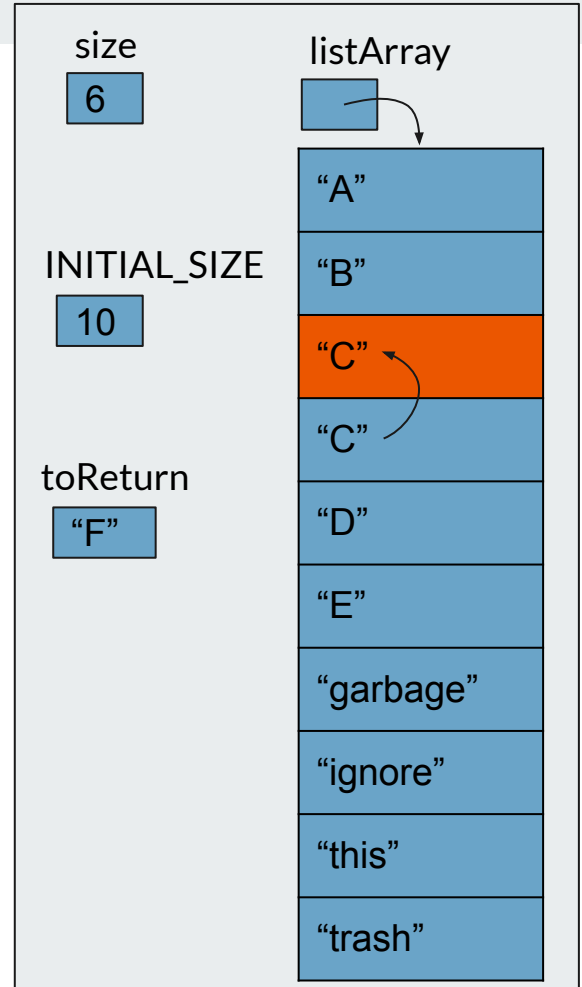 size
6
listArray
“A”
INITIAL_SIZE
“B”
10
“C”
“C”
toReturn
“F”
“D”
“E”
“garbage”
“ignore”
“this”
“trash”